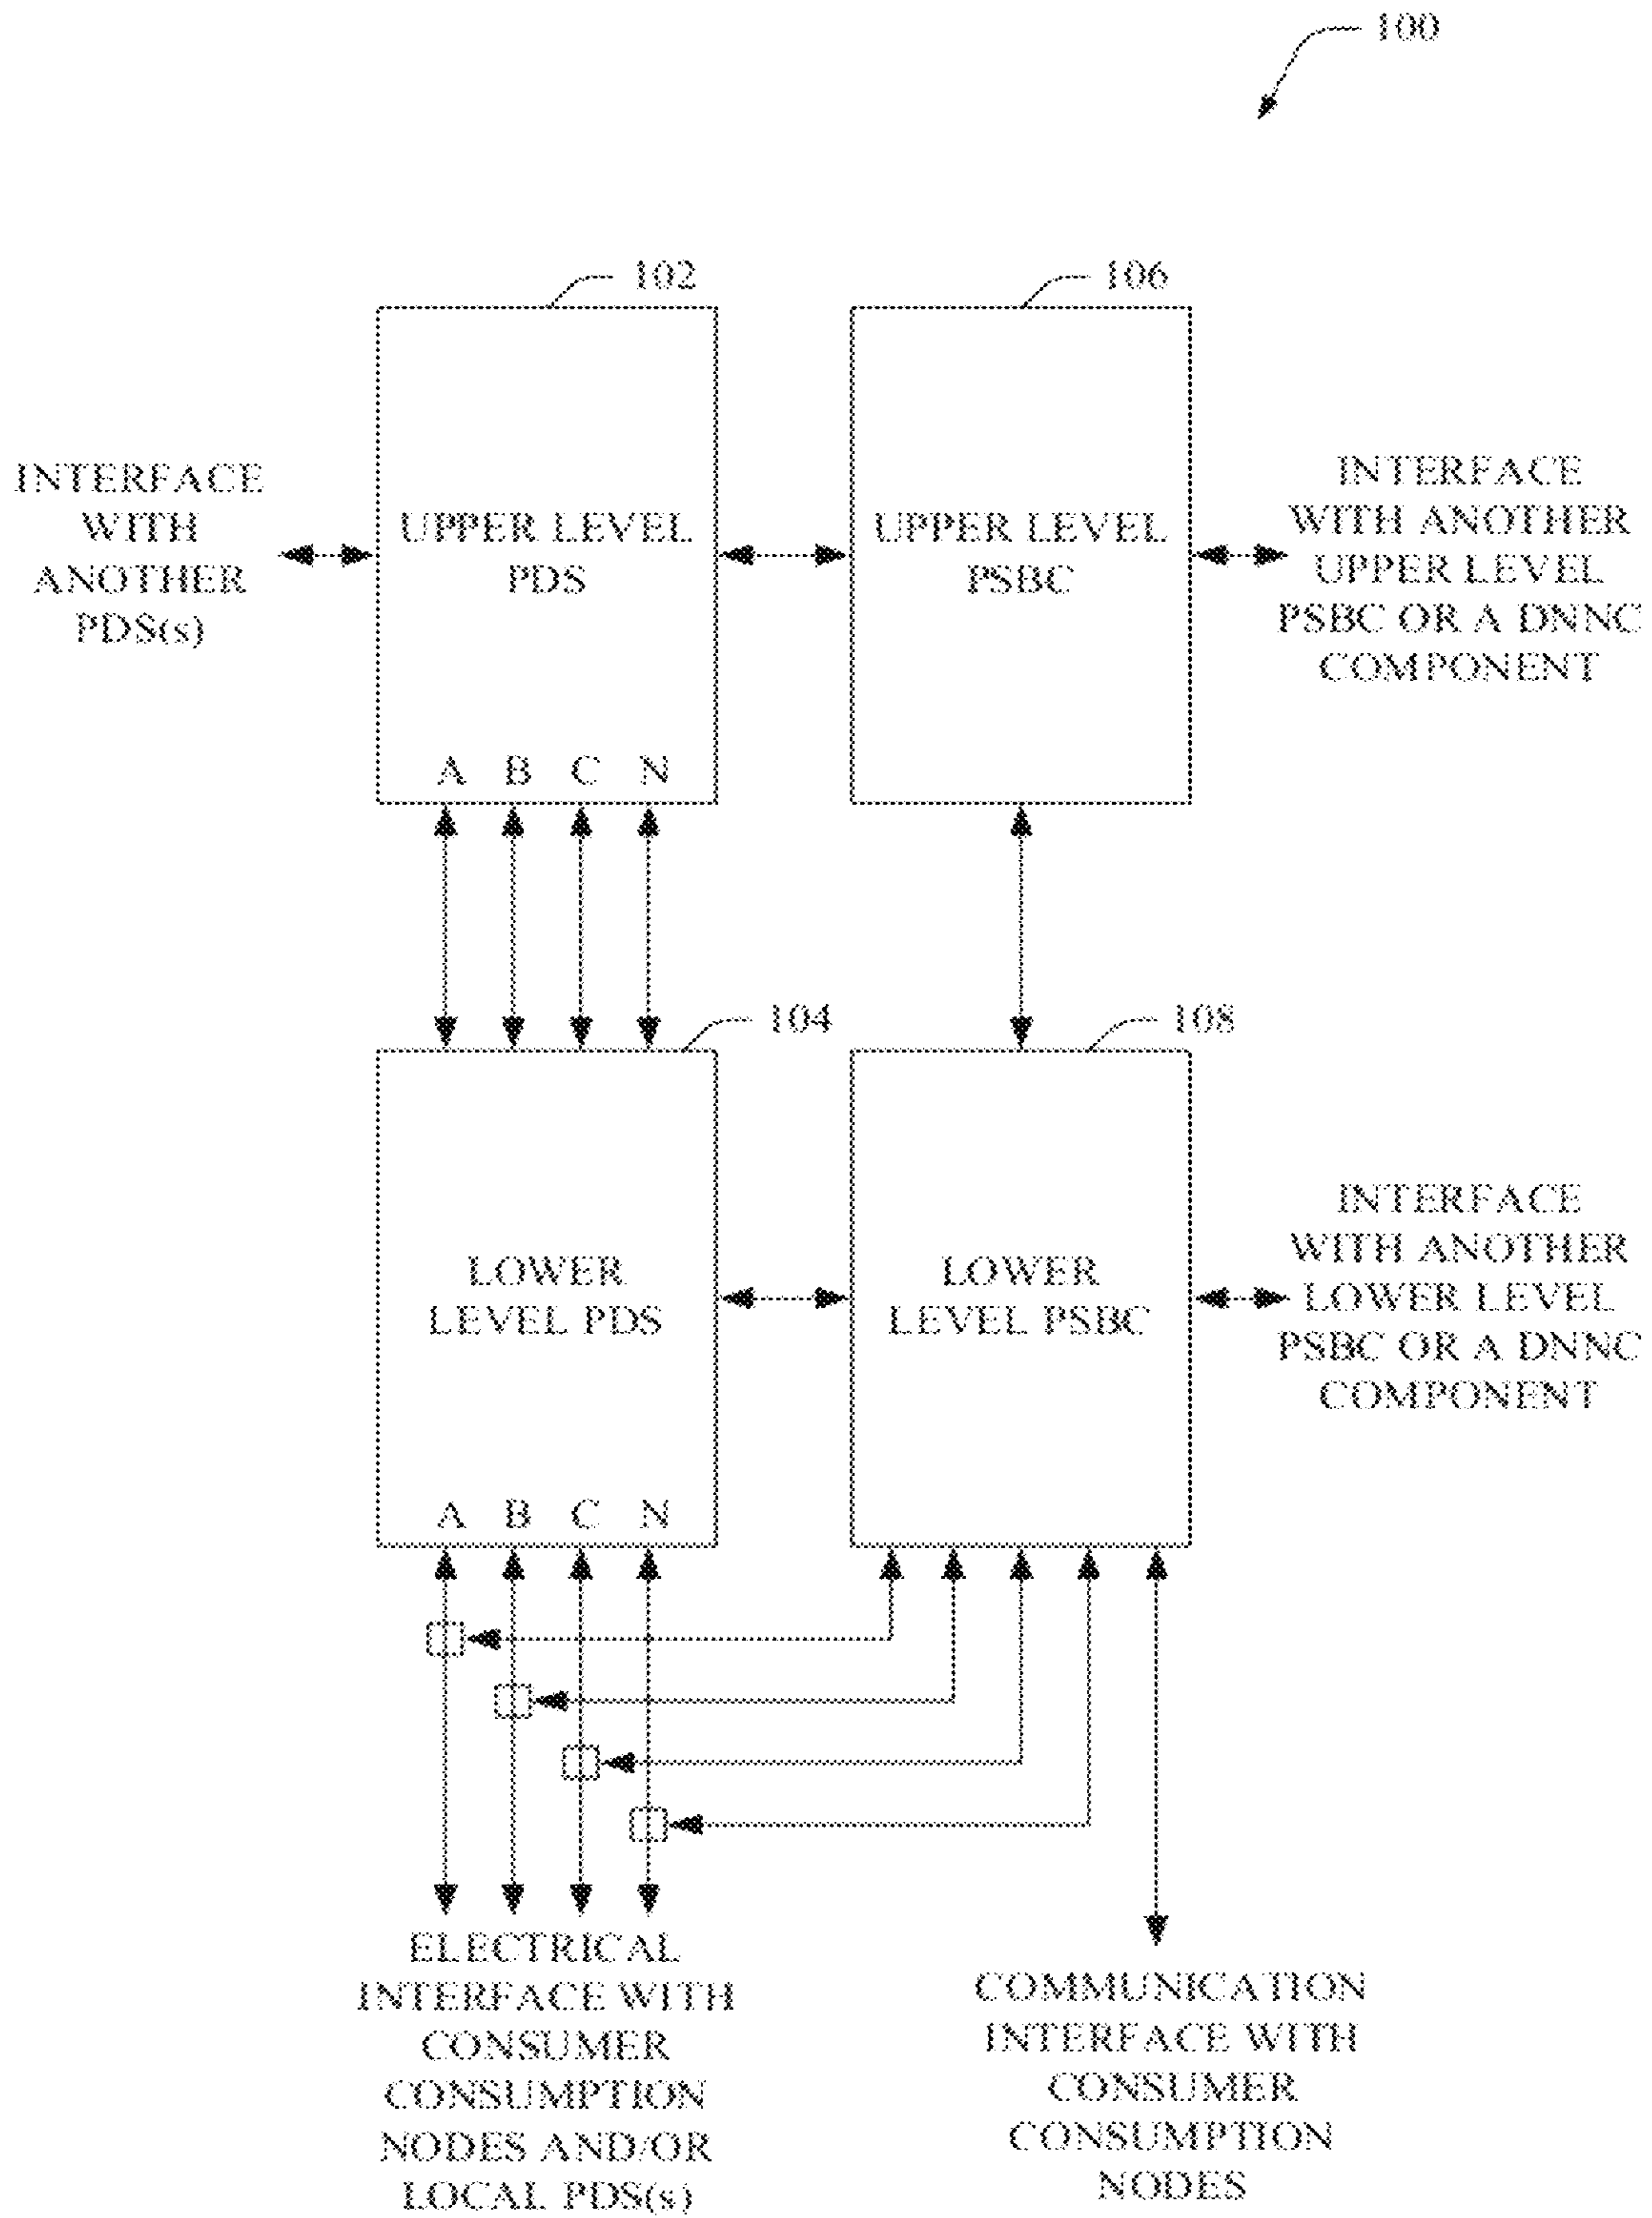 100
102
106
INTERFACE
WITH
ANOTHER
PDS(s)
UPPER LEVEL
PDS
UPPER LEVEL
PSBC
INTERFACE
WITH ANOTHER
UPPER LEVEL
PSBC OR A DNNC
COMPONENT
A B C N
104
108
LOWER
LEVEL PDS
LOWER
LEVEL PSBC
INTERFACE
WITH ANOTHER
LOWER LEVEL
PSBC OR A DNNC
COMPONENT
A B C N
ELECTRICAL
INTERFACE WITH
CONSUMER
CONSUMPTION
NODES AND/OR
LOCAL PDS(s)
COMMUNICATION
INTERFACE WITH
CONSUMER
CONSUMPTION
NODES